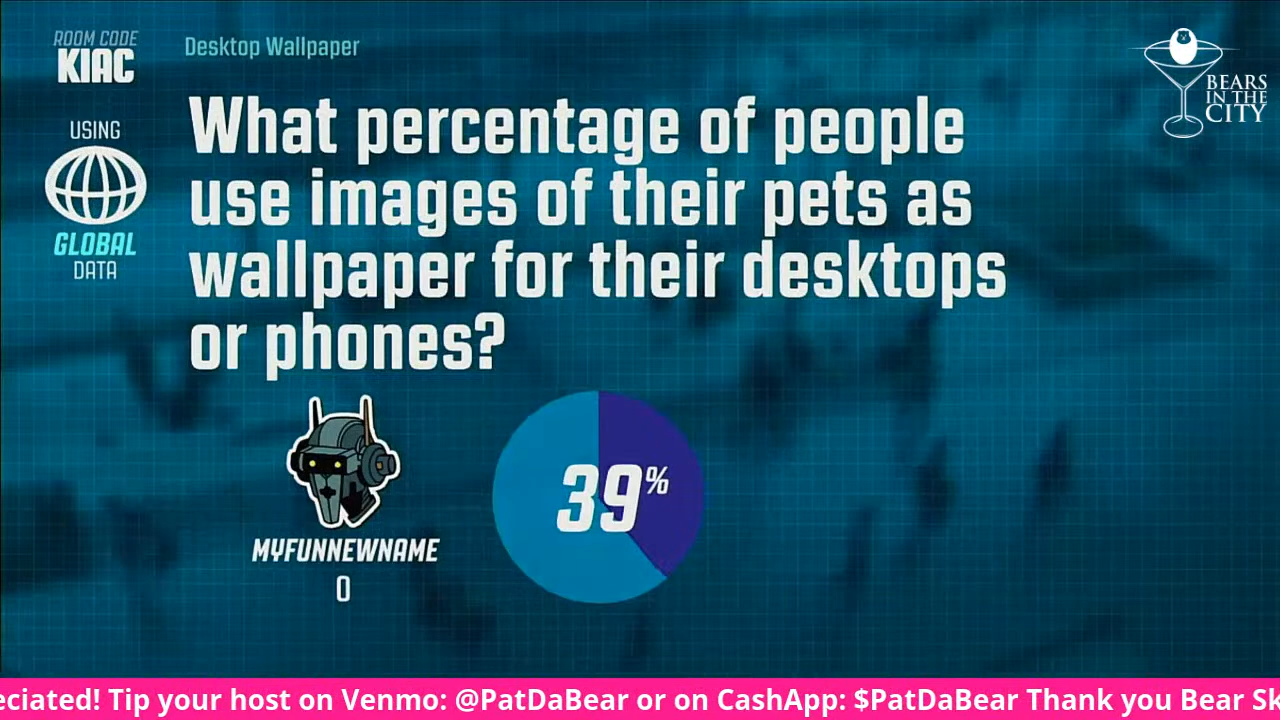 ROOM CODE
KIAC
Desktop Wallpaper
BEARS
IN THE
CITY
USING
GLOBAL
DATA
What percentage of people
use images of their pets as
wallpaper for their desktops
or phones?
39%
MYFUNNEWNAME
0
eciated! Tip your host on Venmo: @PatDaBear or on CashApp: $PatDaBear Thank you Bear Sk